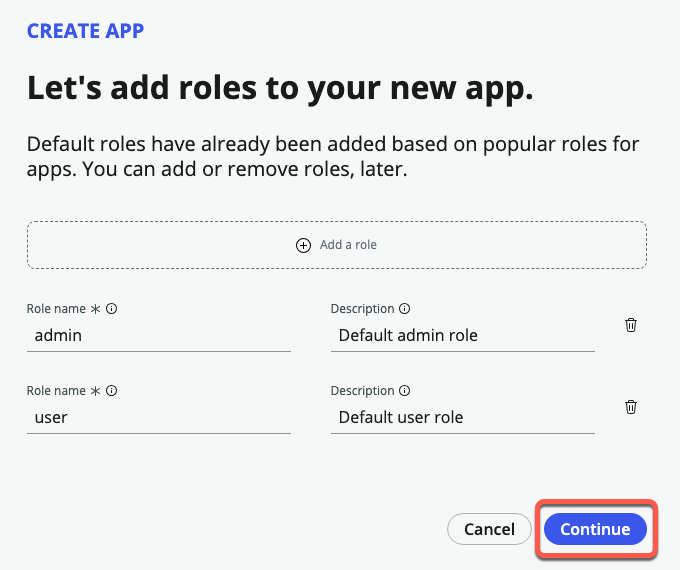 CREATE APP
Let's add roles to your new app.
Default roles have already been added based on popular roles for
apps. You can add or remove roles, later.
Add a role
Role name * Description
admin Default admin role
Role name * Description
user Default user role
Cancel Continue